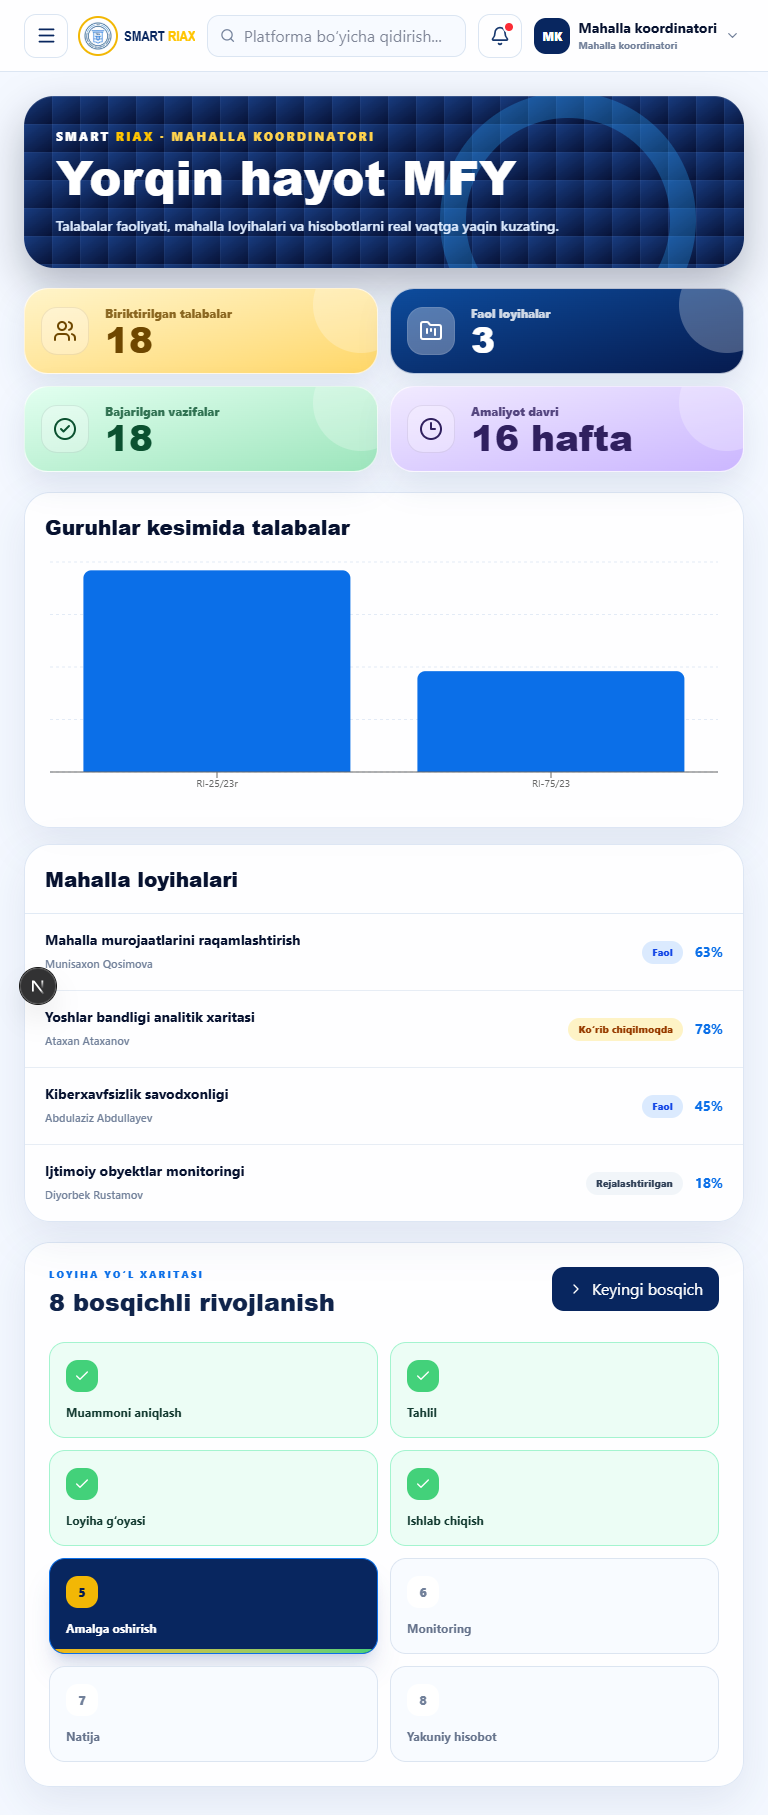 SMART RIAX
Platforma bo‘yicha qidirish...
MK
Mahalla koordinatori
Mahalla koordinatori
SMART RIAX · MAHALLA KOORDINATORI
Yorqin hayot MFY
Talabalar faoliyati, mahalla loyihalari va hisobotlarni real vaqtga yaqin kuzating.
Biriktirilgan talabalar
18
Faol loyihalar
3
Bajarilgan vazifalar
18
Amaliyot davri
16 hafta
Guruhlar kesimida talabalar
RI-25/23r
RI-75/23
Mahalla loyihalari
Mahalla murojaatlarini raqamlashtirish
Munisaxon Qosimova
Faol
63%
N
Yoshlar bandligi analitik xaritasi
Ataxan Ataxanov
Ko‘rib chiqilmoqda
78%
Kiberxavfsizlik savodxonligi
Abdulaziz Abdullayev
Faol
45%
Ijtimoiy obyektlar monitoringi
Diyorbek Rustamov
Rejalashtirilgan
18%
LOYIHA YO‘L XARITASI
8 bosqichli rivojlanish
Keyingi bosqich
Muammoni aniqlash
Tahlil
Loyiha g‘oyasi
Ishlab chiqish
5
Amalga oshirish
6
Monitoring
7
Natija
8
Yakuniy hisobot